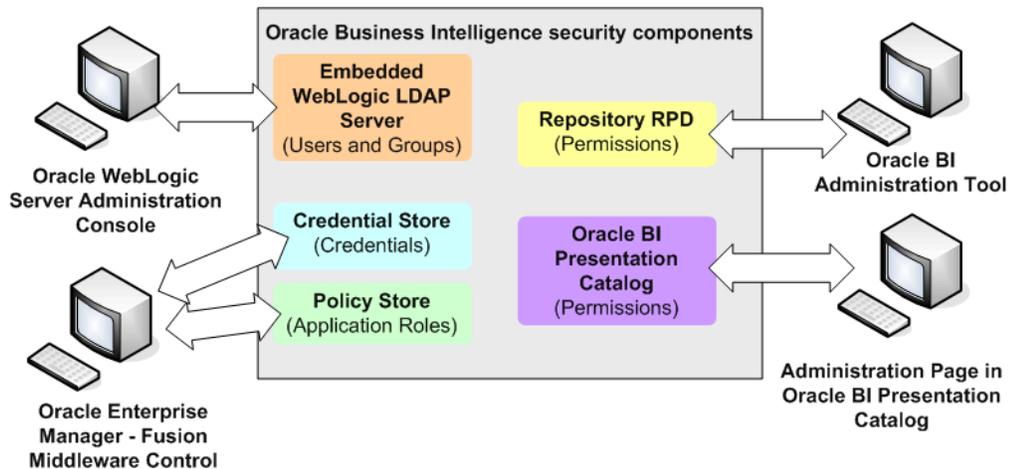 Oracle Business Intelligence security components
Embedded
WebLogic LDAP
Server
(Users and Groups)
Repository RPD
(Permissions)
Oracle WebLogic
Server Administration
Console
Oracle BI
Administration Tool
Credential Store
(Credentials)
Policy Store
(Application Roles)
Oracle BI
Presentation
Catalog
(Permissions)
Oracle Enterprise
Manager - Fusion
Middleware Control
Administration Page in
Oracle BI Presentation
Catalog